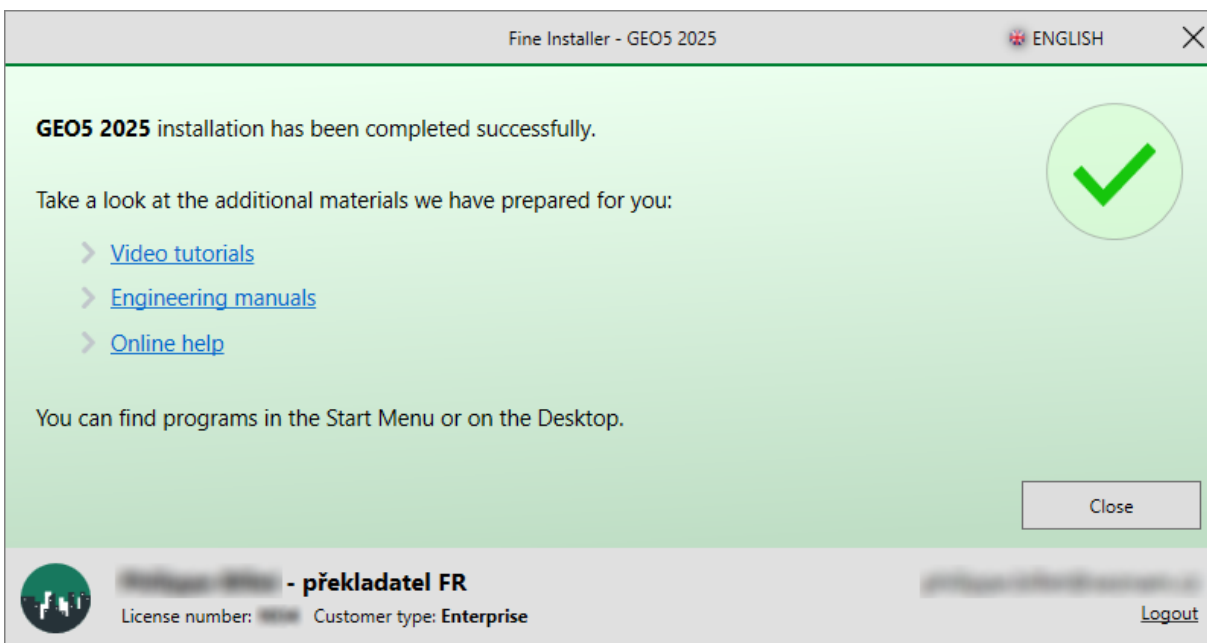 Fine Installer - GEO5 2025
ENGLISH
GEO5 2025 installation has been completed successfully.
Take a look at the additional materials we have prepared for you:
Video tutorials
Engineering manuals
Online help
You can find programs in the Start Menu or on the Desktop.
Close
- překladatel FR
License number: Customer type: Enterprise
Logout